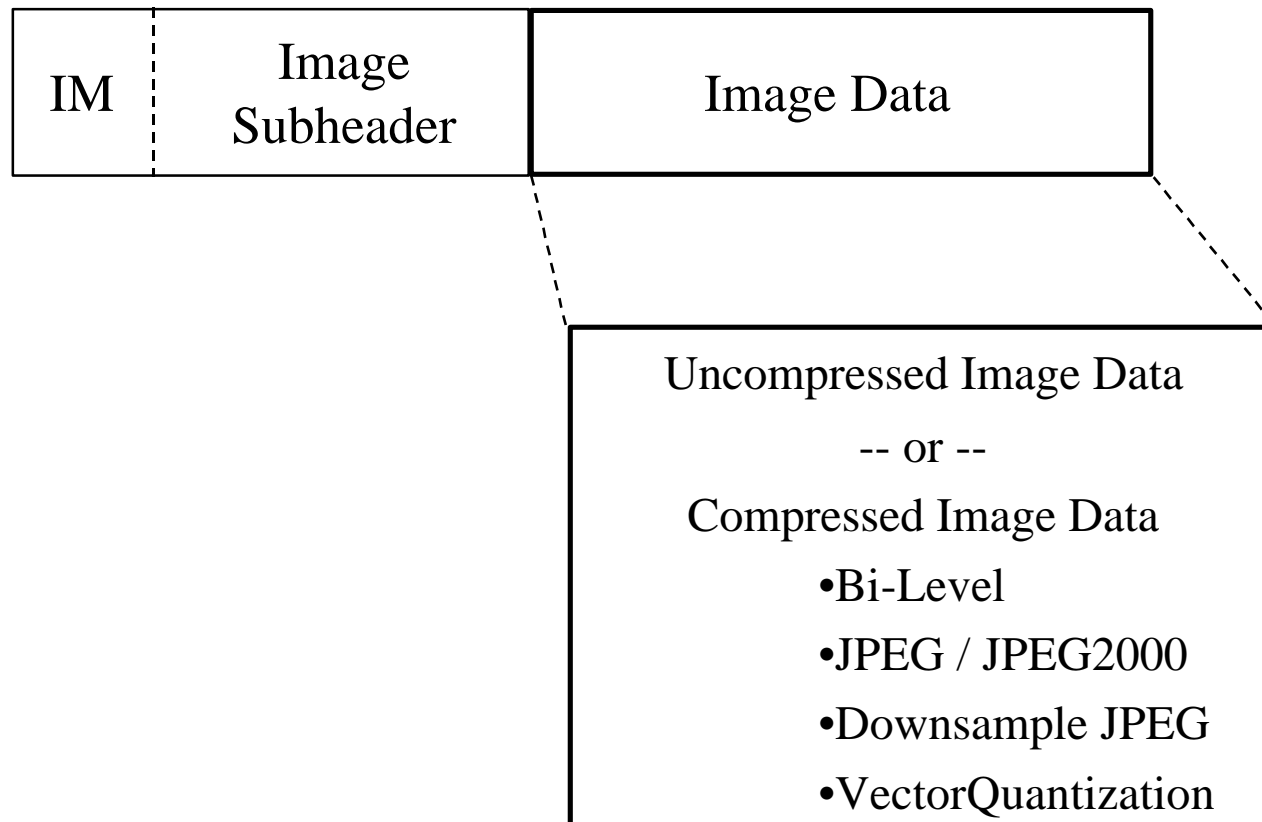 IM
Image
Subheader
Image Data
Uncompressed Image Data
-- or --
Compressed Image Data
•Bi-Level
•JPEG / JPEG2000
•Downsample JPEG
•VectorQuantization